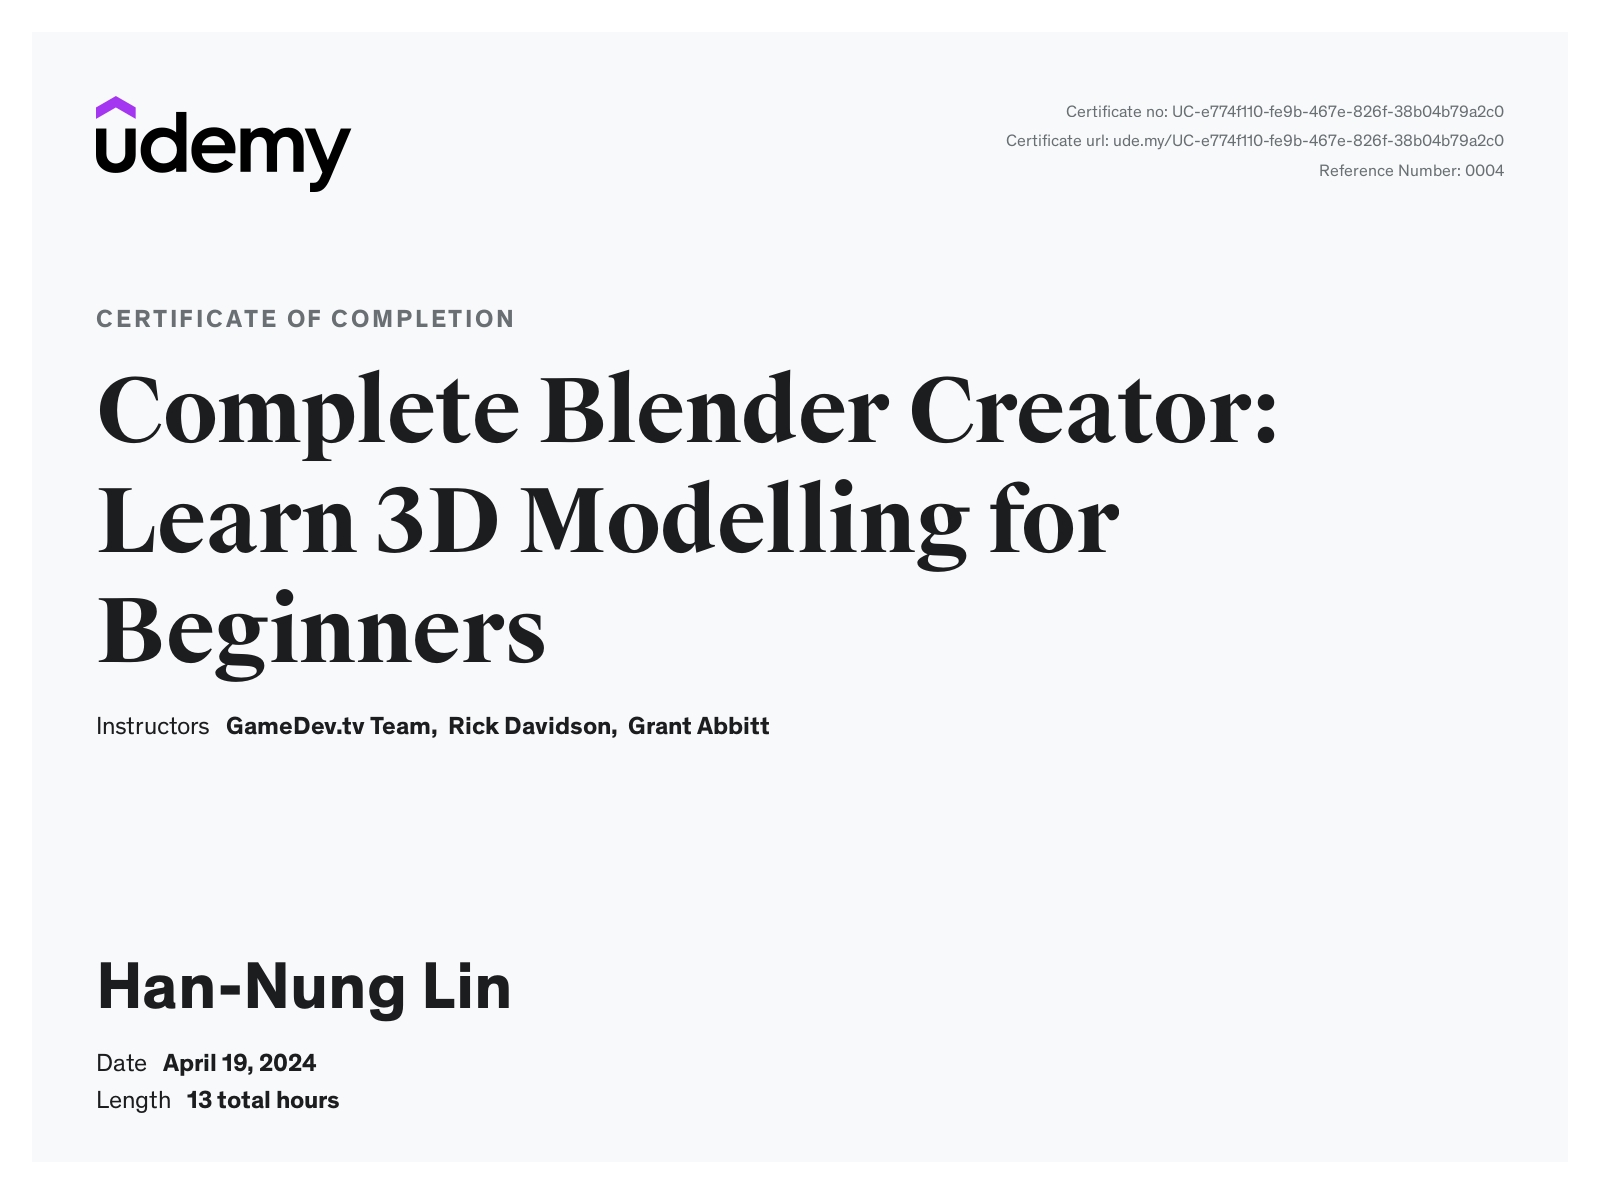 udemy
Certificate no: UC-e774f110-fe9b-467e-826f-38b04b79a2c0
Certificate url: ude.my/UC-e774f110-fe9b-467e-826f-38b04b79a2c0
Reference Number: 0004
CERTIFICATE OF COMPLETION
Complete Blender Creator:
Learn 3D Modelling for
Beginners
Instructors GameDev.tv Team, Rick Davidson, Grant Abbitt
Han-Nung Lin
Date April 19, 2024
Length 13 total hours